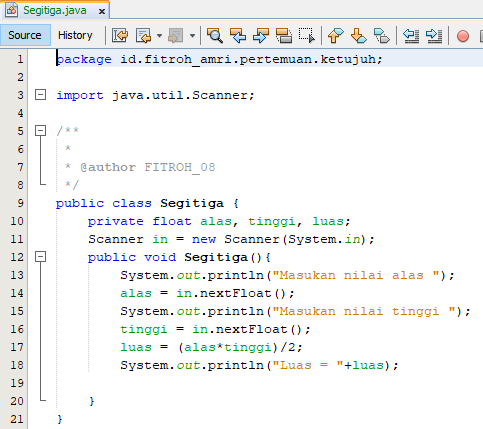 Segitiga.java
Source History
1 package id.fitroh_amri.pertemuan.ketujuh;
2
3 import java.util.Scanner;
4
5 /**
6 *
7 * @author FITROH_08
8 */
9 public class Segitiga {
10 private float alas, tinggi, luas;
11 Scanner in = new Scanner(System.in);
12 public void Segitiga(){
13 System.out.println("Masukan nilai alas ");
14 alas = in.nextFloat();
15 System.out.println("Masukan nilai tinggi ");
16 tinggi = in.nextFloat();
17 luas = (alas*tinggi)/2;
18 System.out.println("Luas = "+luas);
19
20 }
21 }